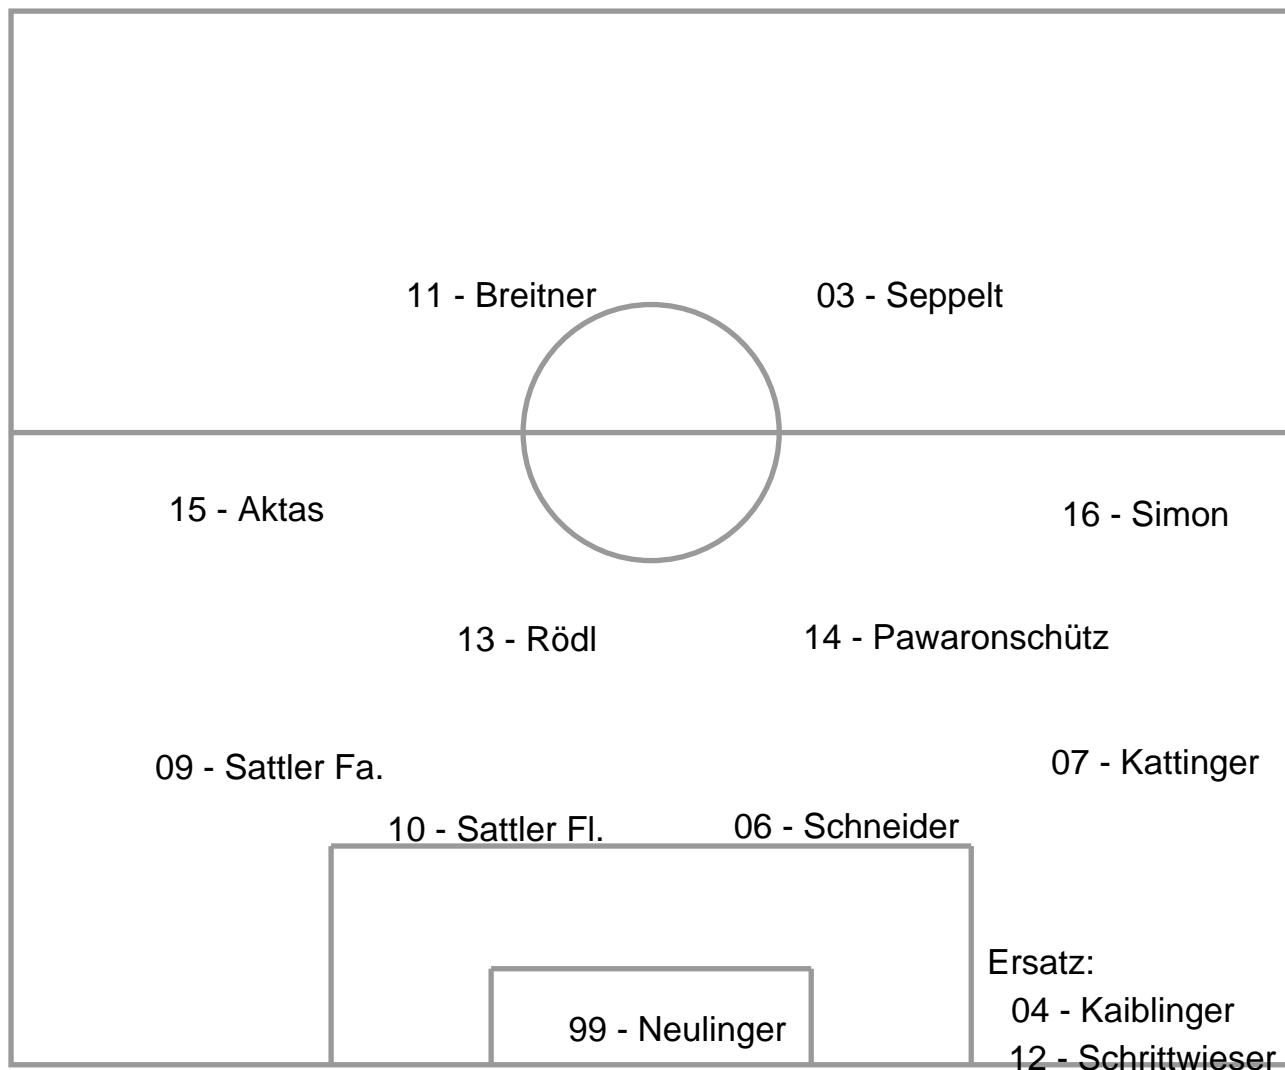 11 - Breitner
03 - Seppelt
15 - Aktas
16 - Simon
13 - Rödl
14 - Pawaronschütz
09 - Sattler Fa.
07 - Kattinger
10 - Sattler Fl.
06 - Schneider
Ersatz:
04 - Kaiblinger
99 - Neulinger
12 - Schrittwieser